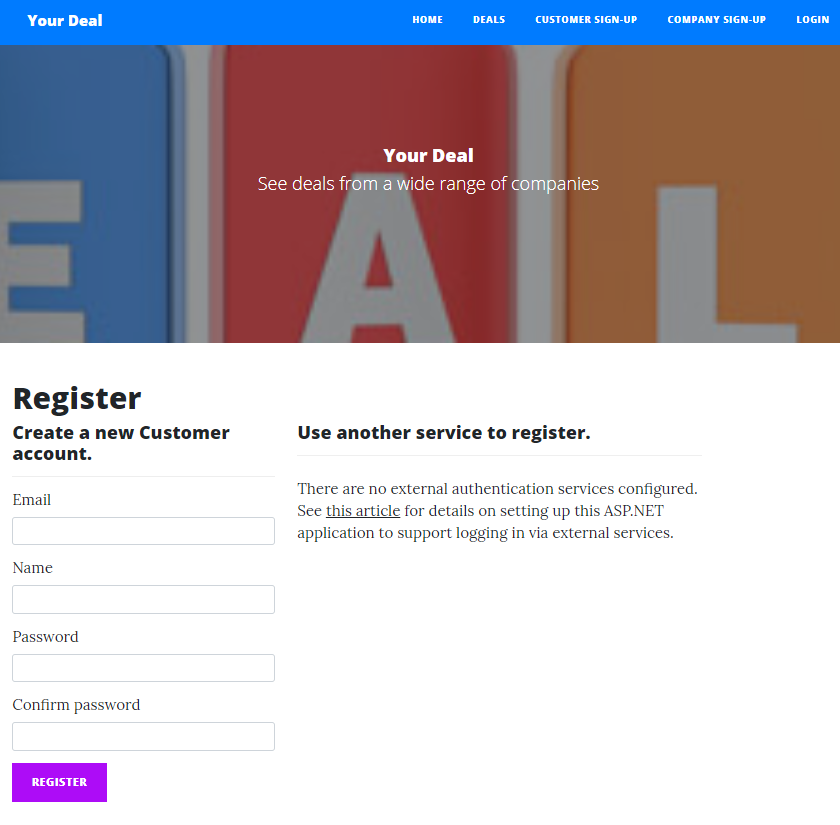 Your Deal
HOME DEALS CUSTOMER SIGN-UP COMPANY SIGN-UP LOGIN
E A L
Your Deal
See deals from a wide range of companies
Register
Create a new Customer
account.
Email
Name
Password
Confirm password
REGISTER
Use another service to register.
There are no external authentication services configured.
See this article for details on setting up this ASP.NET
application to support logging in via external services.